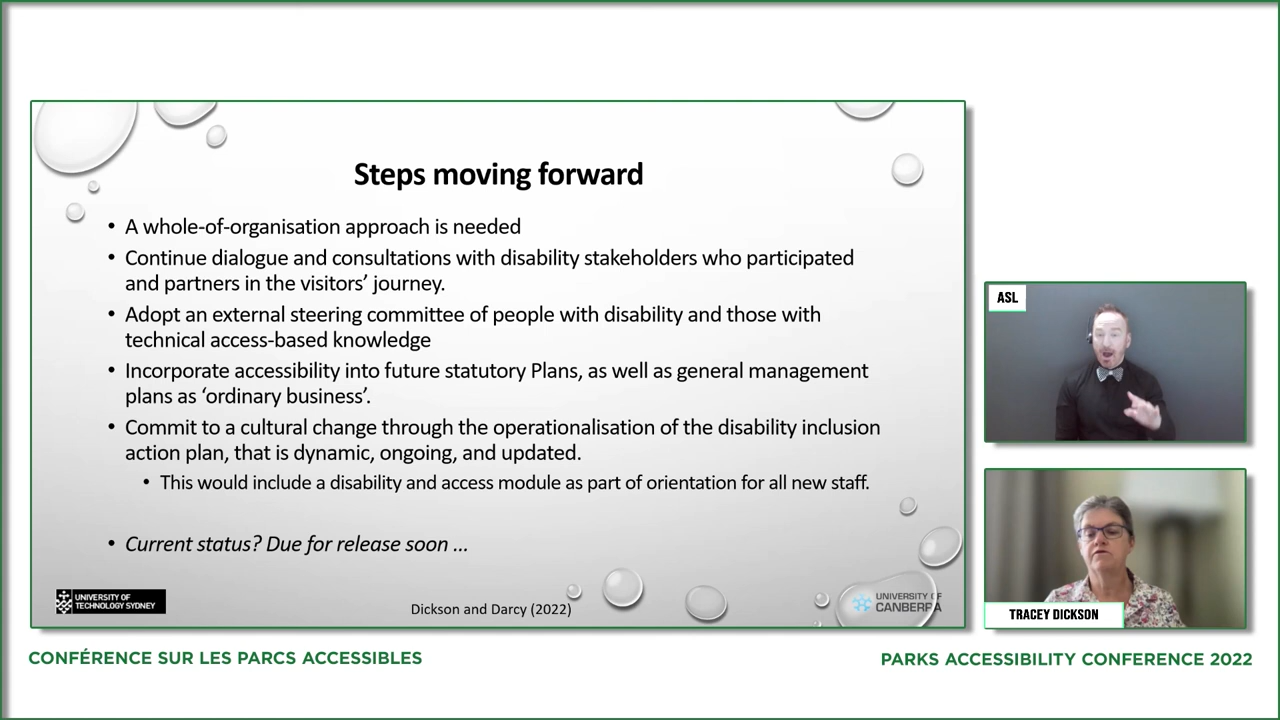 Steps moving forward
• A whole-of-organisation approach is needed
• Continue dialogue and consultations with disability stakeholders who participated
and partners in the visitors’ journey.
• Adopt an external steering committee of people with disability and those with
technical access-based knowledge
• Incorporate accessibility into future statutory Plans, as well as general management
plans as ‘ordinary business’.
• Commit to a cultural change through the operationalisation of the disability inclusion
action plan, that is dynamic, ongoing, and updated.
• This would include a disability and access module as part of orientation for all new staff.
• Current status? Due for release soon ...
UNIVERSITY OF
TECHNOLOGY SYDNEY
Dickson and Darcy (2022)
UNIVERSITY OF
CANBERRA
ASL
TRACEY DICKSON
CONFÉRENCE SUR LES PARCS ACCESSIBLES
PARKS ACCESSIBILITY CONFERENCE 2022